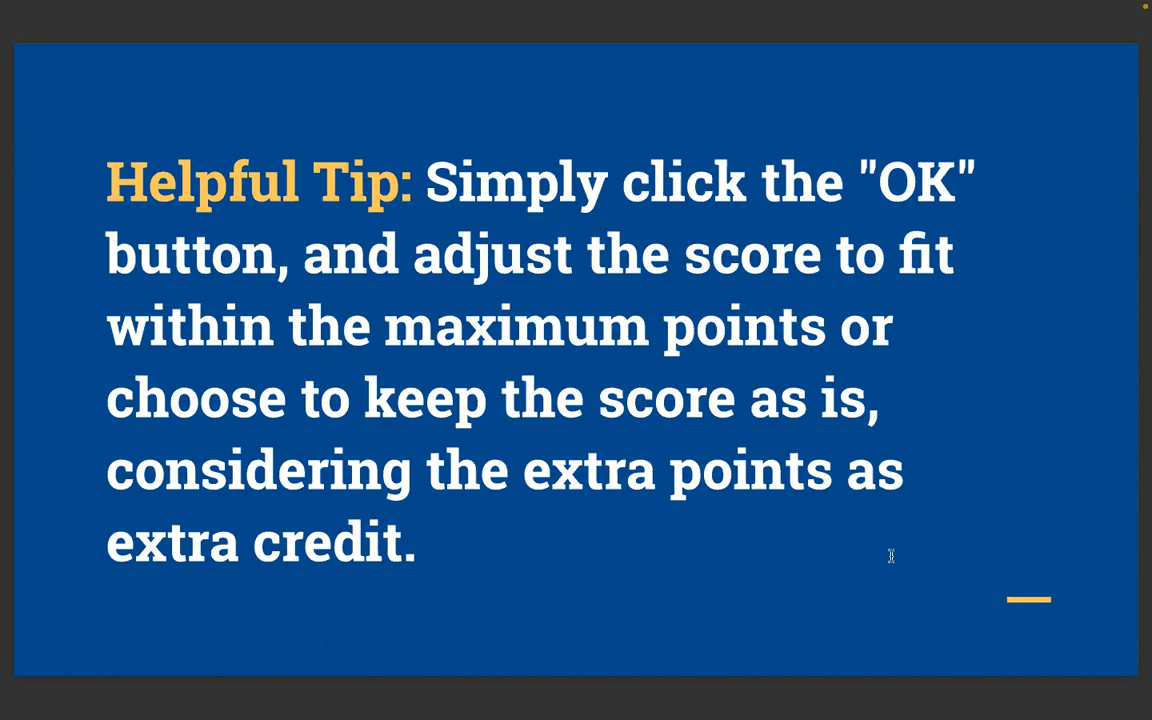 Helpful Tip: Simply click the "OK"
button, and adjust the score to fit
within the maximum points or
choose to keep the score as is,
considering the extra points as
extra credit.